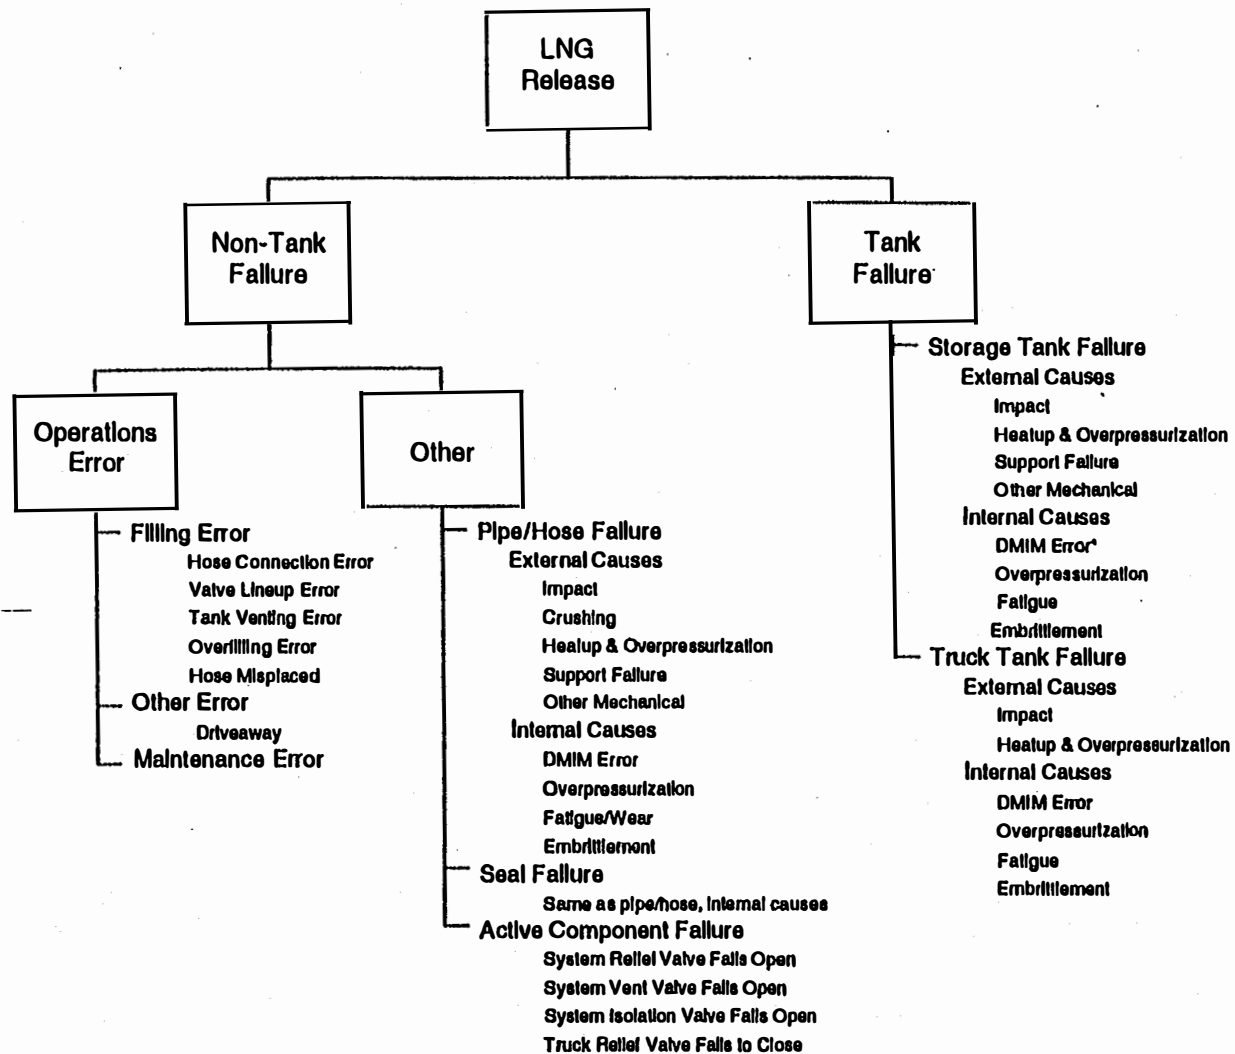 LNG
Release
Non-Tank
Failure
Tank
Failure
Operations
Error
Other
Filling Error
Hose Connection Error
Valve Lineup Error
Tank Venting Error
Overfilling Error
Hose Misplaced
Other Error
Driveaway
Maintenance Error
Pipe/Hose Failure
External Causes
Impact
Crushing
Heatup & Overpressurization
Support Failure
Other Mechanical
Internal Causes
DMIM Error
Overpressurization
Fatigue/Wear
Embrittlement
Seal Failure
Same as pipe/hose, internal causes
Active Component Failure
System Relief Valve Fails Open
System Vent Valve Fails Open
System Isolation Valve Fails Open
Truck Relief Valve Fails to Close
Storage Tank Failure
External Causes
Impact
Heatup & Overpressurization
Support Failure
Other Mechanical
Internal Causes
DMIM Error*
Overpressurization
Fatigue
Embrittlement
Truck Tank Failure
External Causes
Impact
Heatup & Overpressurization
Internal Causes
DMIM Error
Overpressurization
Fatigue
Embrittlement